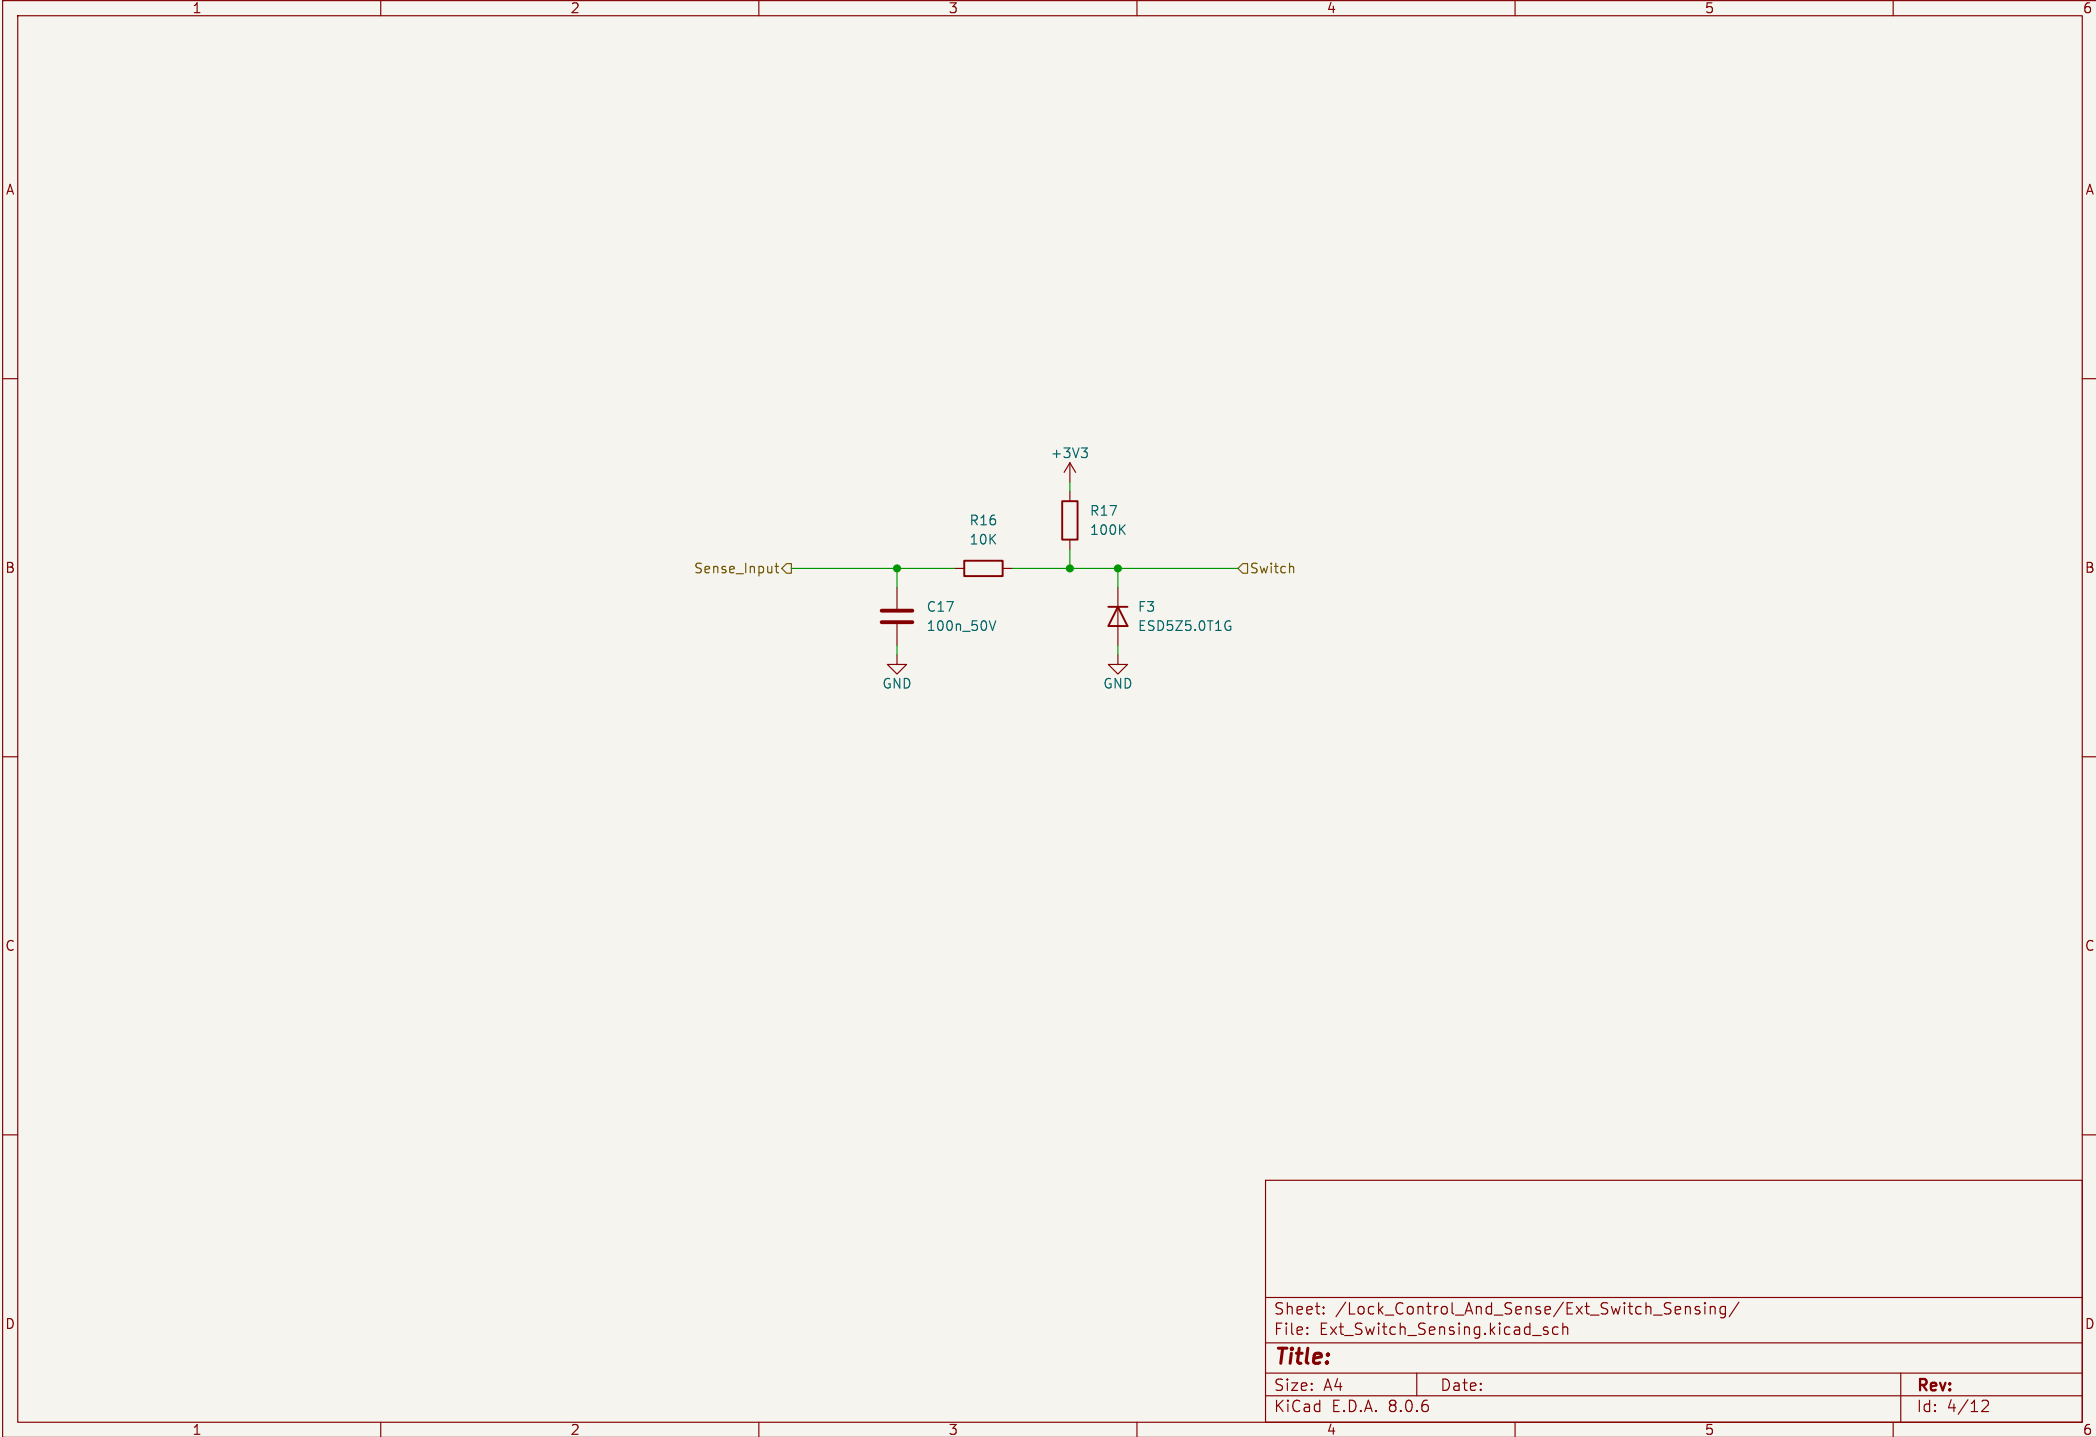 1 2 3 4 5 6
A A
+3V3
R17
100K
R16
10K
B B
Sense_Input
Switch
C17
100n_50V
F3
ESD5Z5.0T1G
GND
GND
C C
D D
Sheet: /Lock_Control_And_Sense/Ext_Switch_Sensing/
File: Ext_Switch_Sensing.kicad_sch
Title:
Size: A4 Date: Rev:
KiCad E.D.A. 8.0.6 Id: 4/12
1 2 3 4 5 6